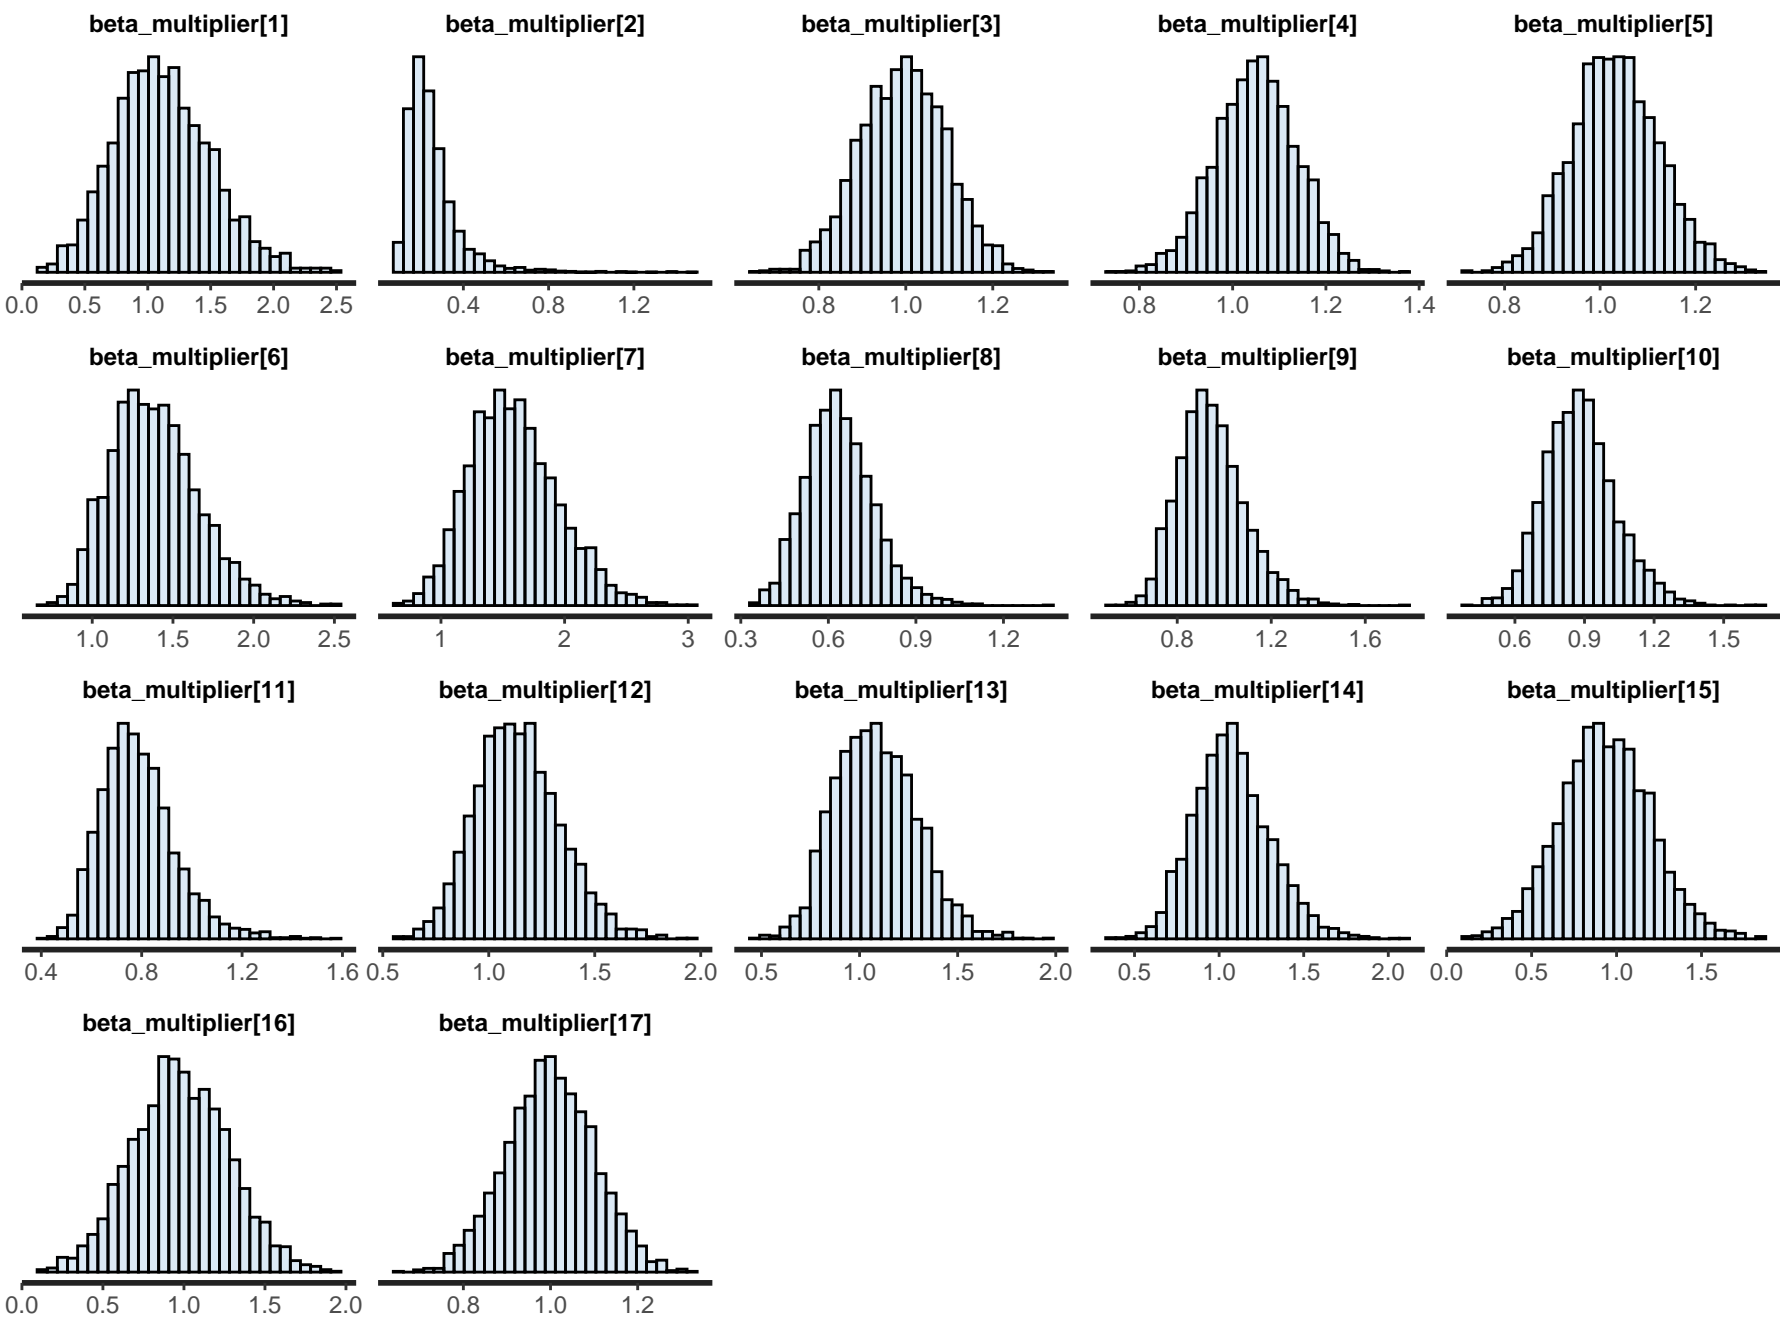 beta_multiplier[1] beta_multiplier[2] beta_multiplier[3] beta_multiplier[4] beta_multiplier[5]
0.0 0.5 1.0 1.5 2.0 2.5 0.4 0.8 1.2 0.8 1.0 1.2 0.8 1.0 1.2 1.4 0.8 1.0 1.2
beta_multiplier[6] beta_multiplier[7] beta_multiplier[8] beta_multiplier[9] beta_multiplier[10]
1.0 1.5 2.0 2.5 1 2 3 0.3 0.6 0.9 1.2 0.8 1.2 1.6 0.6 0.9 1.2 1.5
beta_multiplier[11] beta_multiplier[12] beta_multiplier[13] beta_multiplier[14] beta_multiplier[15]
0.4 0.8 1.2 1.6 0.5 1.0 1.5 2.0 0.5 1.0 1.5 2.0 0.5 1.0 1.5 2.0 0.0 0.5 1.0 1.5
beta_multiplier[16] beta_multiplier[17]
0.0 0.5 1.0 1.5 2.0 0.8 1.0 1.2